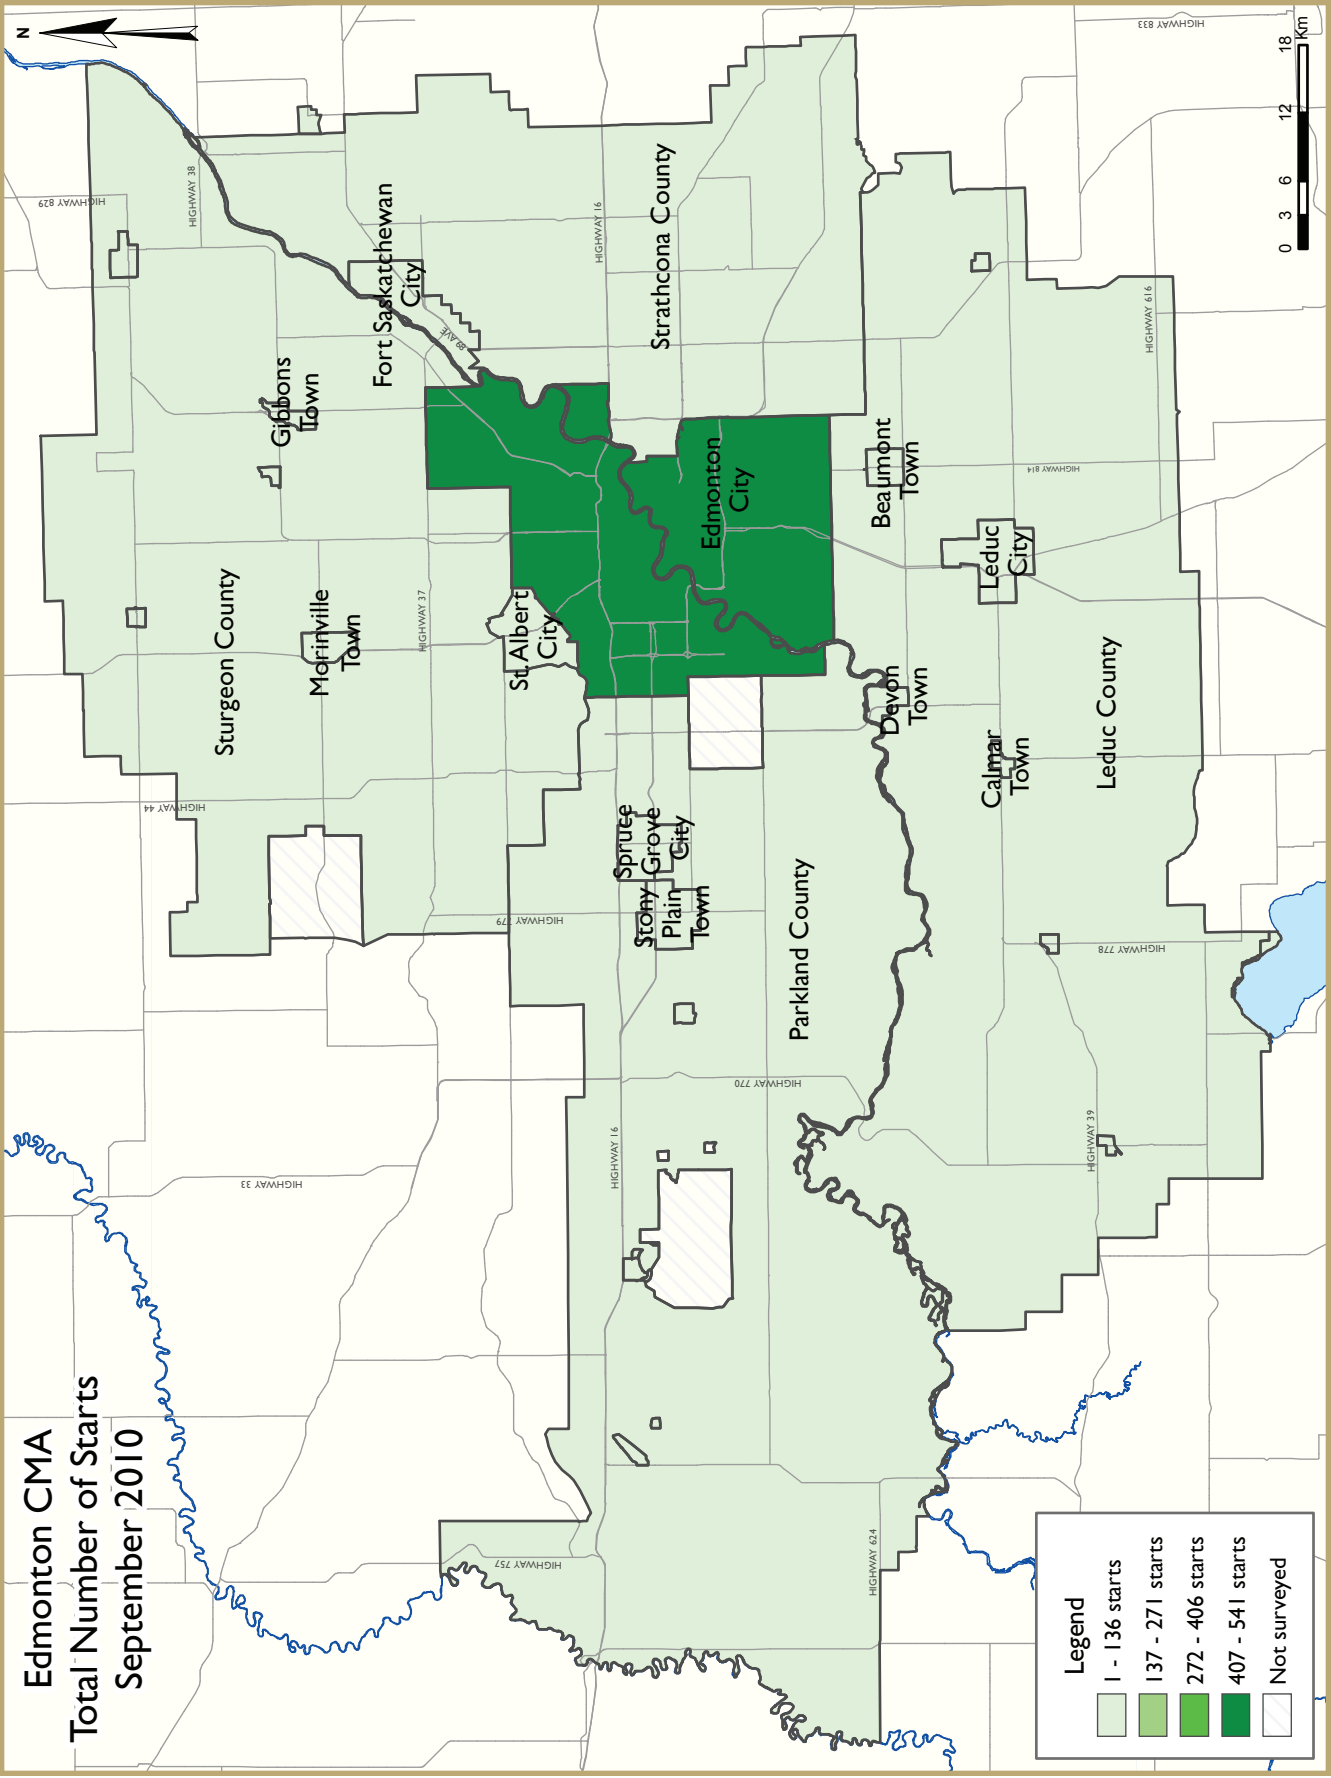 Edmonton CMA
Total Number of Starts
September 2010
N
HIGHWAY 833
HIGHWAY 829
HIGHWAY 38
HIGHWAY 16
Fort Saskatchewan
City
89 AVE
Strathcona County
Gibbons
Town
HIGHWAY 616
Sturgeon County
Morinville
Town
HIGHWAY 37
St. Albert
City
Edmonton
City
Beaumont
Town
HIGHWAY 814
Leduc
City
HIGHWAY 44
Devon
Town
Calmar
Town
Leduc County
Spruce
Grove
City
Stony
Plain
Town
HIGHWAY 779
Parkland County
HIGHWAY 778
HIGHWAY 770
HIGHWAY 33
HIGHWAY 16
HIGHWAY 39
HIGHWAY 757
HIGHWAY 624
0 3 6 12 18
Km
Legend
1 - 136 starts
137 - 271 starts
272 - 406 starts
407 - 541 starts
Not surveyed